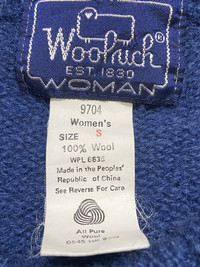 Woolrich
EST. 1830
WOMAN
9704
Women's
SIZE S
100% Wool
WPL 6635
Made in the Peoples'
Republic of China
See Reverse For Care
All Pure
Wool